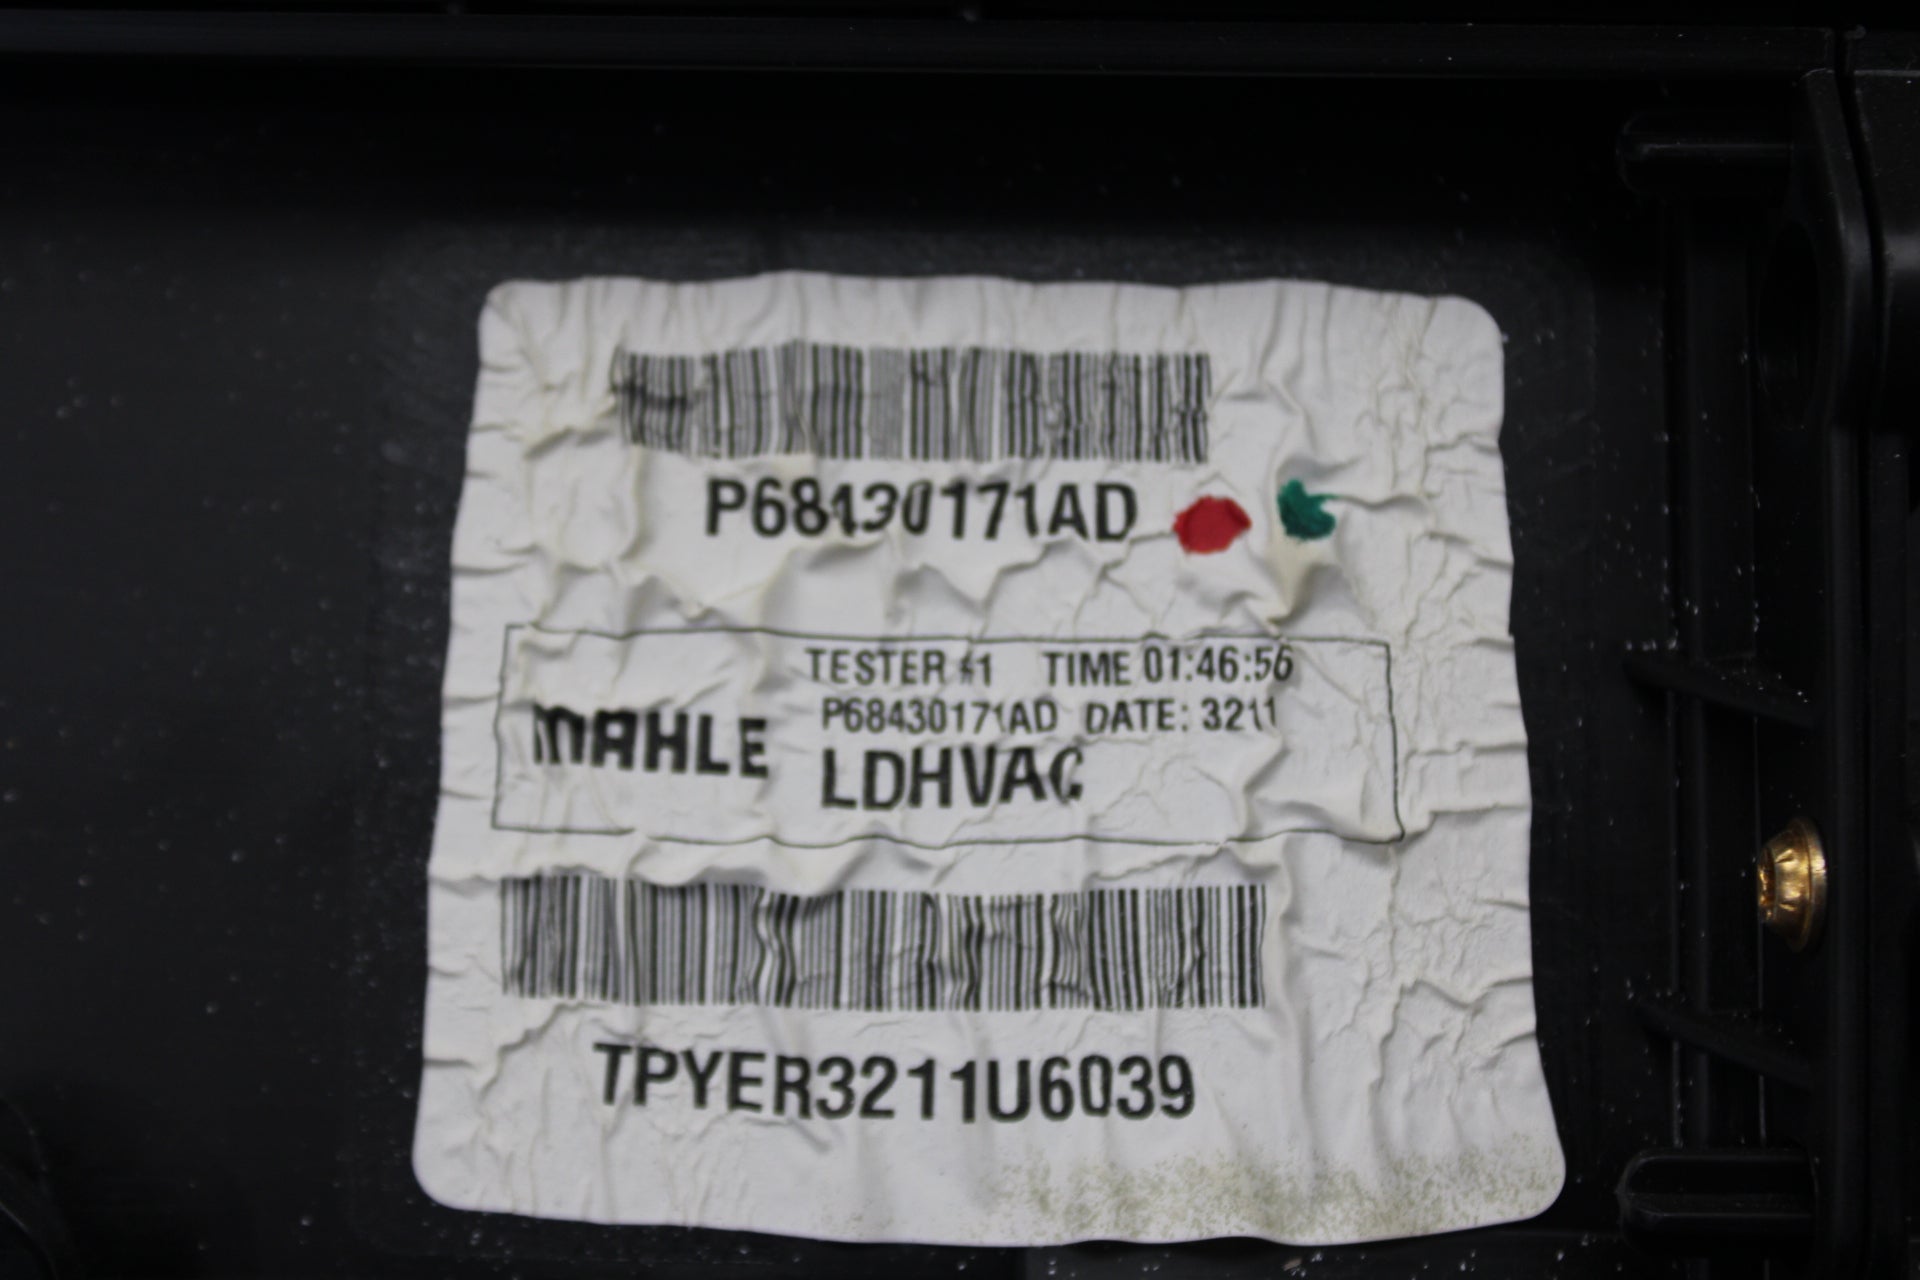 P68430171AD
TESTER #1 TIME 01:46:56
MAHLE P68430171AD DATE: 3211
LDHVAC
TPYER3211U6039